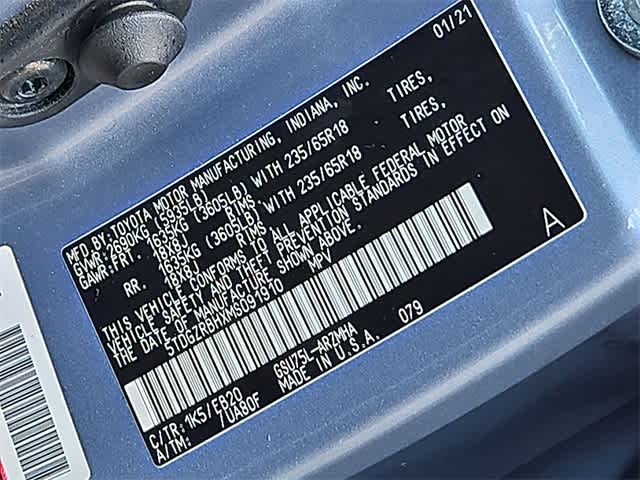 MFD.BY:TOYOTA MOTOR MANUFACTURING, INDIANA, INC. 01/21
GVWR:2690KG (5935LB)
GAWR:FRT. 1635KG (3605LB) WITH 235/65R18 TIRES,
18X8J RIMS
RR. 1635KG (3605LB) WITH 235/65R18 TIRES,
18X8J RIMS
THIS VEHICLE CONFORMS TO ALL APPLICABLE FEDERAL MOTOR
VEHICLE SAFETY AND THEFT PREVENTION STANDARDS IN EFFECT ON
THE DATE OF MANUFACTURE SHOWN ABOVE.
5TDGZRBHXMS091970 MPV
A
C/TR:1K5/EB20 GSU75L-ARZMHA 079
A/TM: /UA80F MADE IN U.S.A.